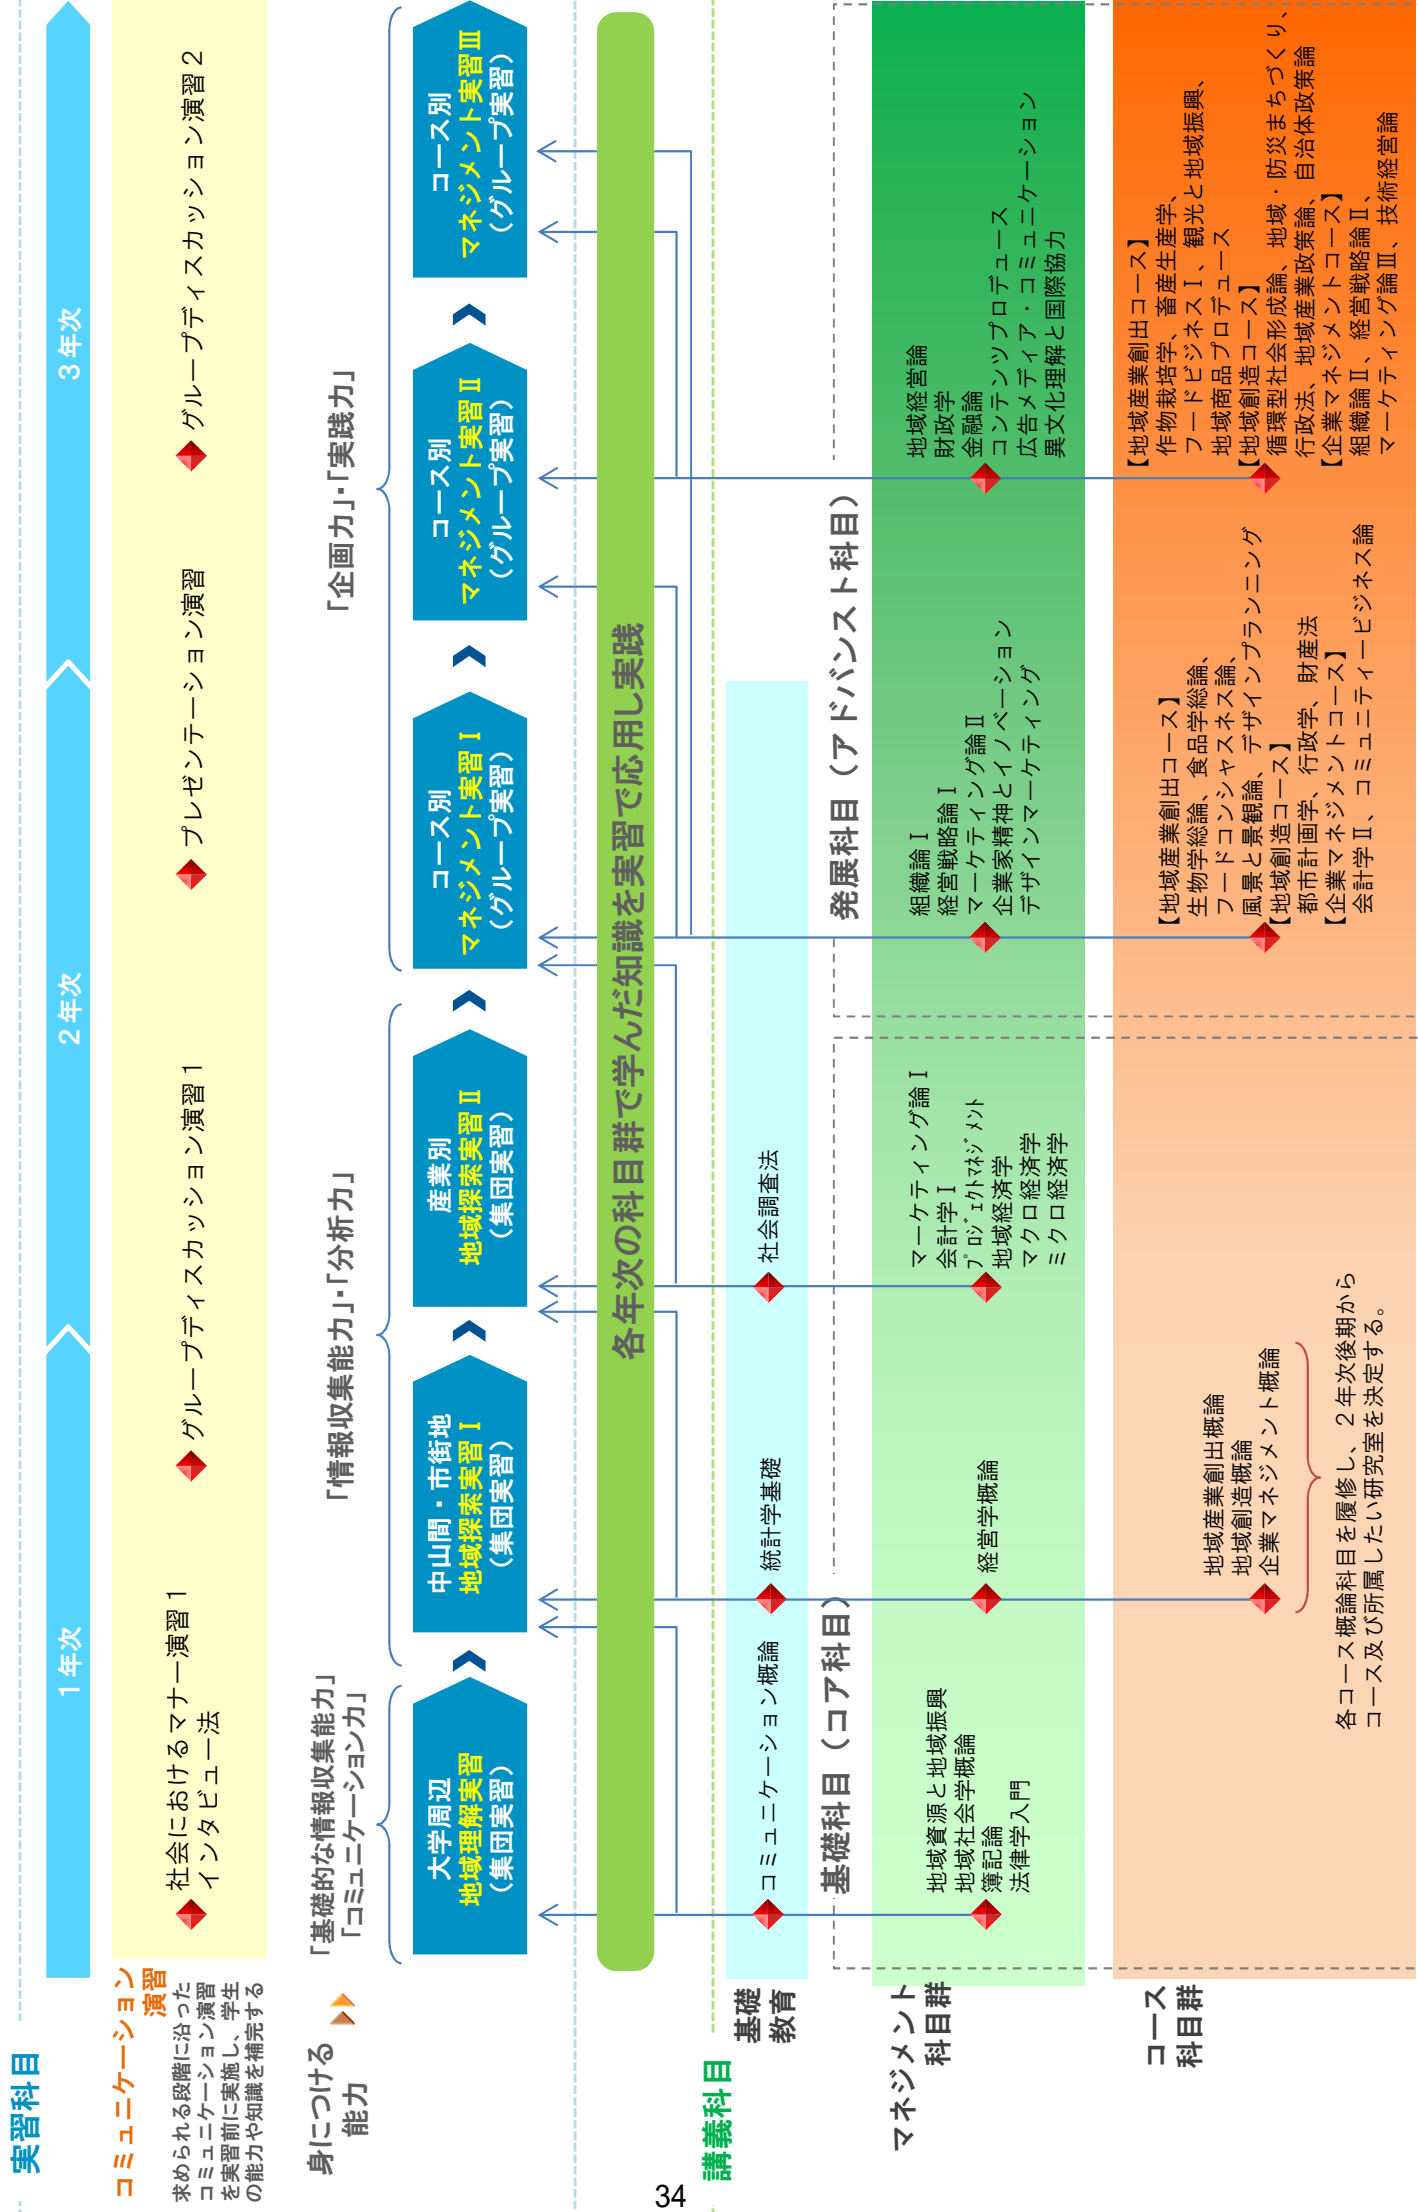 実習科目
1年次
2年次
3年次
コミュニケーション
演習
求められる段階に沿った
コミュニケーション演習
を実習前に実施し、学生
の能力や知識を補完する
社会におけるマナー演習1
インタビュー法
グループディスカッション演習1
プレゼンテーション演習
グループディスカッション演習2
身につける
能力
「基礎的な情報収集能力」
「コミュニケーション力」
「情報収集能力」・「分析力」
「企画力」・「実践力」
大学周辺
地域理解実習
(集団実習)
中山間・市街地
地域探索実習Ⅰ
(集団実習)
産業別
地域探索実習Ⅱ
(集団実習)
コース別
マネジメント実習Ⅰ
(グループ実習)
コース別
マネジメント実習Ⅱ
(グループ実習)
コース別
マネジメント実習Ⅲ
(グループ実習)
各年次の科目群で学んだ知識を実習で応用し実践
講義科目
基礎
教育
コミュニケーション概論
統計学基礎
社会調査法
基礎科目(コア科目)
発展科目(アドバンスト科目)
マネジメント
科目群
地域資源と地域振興
地域社会学概論
簿記論
法律学入門
経営学概論
マーケティング論Ⅰ
会計学Ⅰ
プロジェクトマネジメント
地域経済学
マクロ経済学
ミクロ経済学
組織論Ⅰ
経営戦略論Ⅰ
マーケティング論Ⅱ
企業家精神とイノベーション
デザインマーケティング
地域経営論
財政学
金融論
コンテンツプロデュース
広告メディア・コミュニケーション
異文化理解と国際協力
コース
科目群
地域産業創出概論
地域創造概論
企業マネジメント概論
各コース概論科目を履修し、2年次後期から
コース及び所属したい研究室を決定する。
【地域産業創出コース】
生物学総論、食品学総論、
フードコンシャスネス論、
風景と景観論、デザインプランニング
【地域創造コース】
都市計画学、行政学、財産法
【企業マネジメントコース】
会計学Ⅱ、コミュニティービジネス論
【地域産業創出コース】
作物栽培学、畜産生産学、
フードビジネスⅠ、観光と地域振興、
地域商品プロデュース
【地域創造コース】
循環型社会形成論、地域・防災まちづくり、
行政法、地域産業政策論、自治体政策論
【企業マネジメントコース】
組織論Ⅱ、経営戦略論Ⅱ、
マーケティング論Ⅲ、技術経営論
34